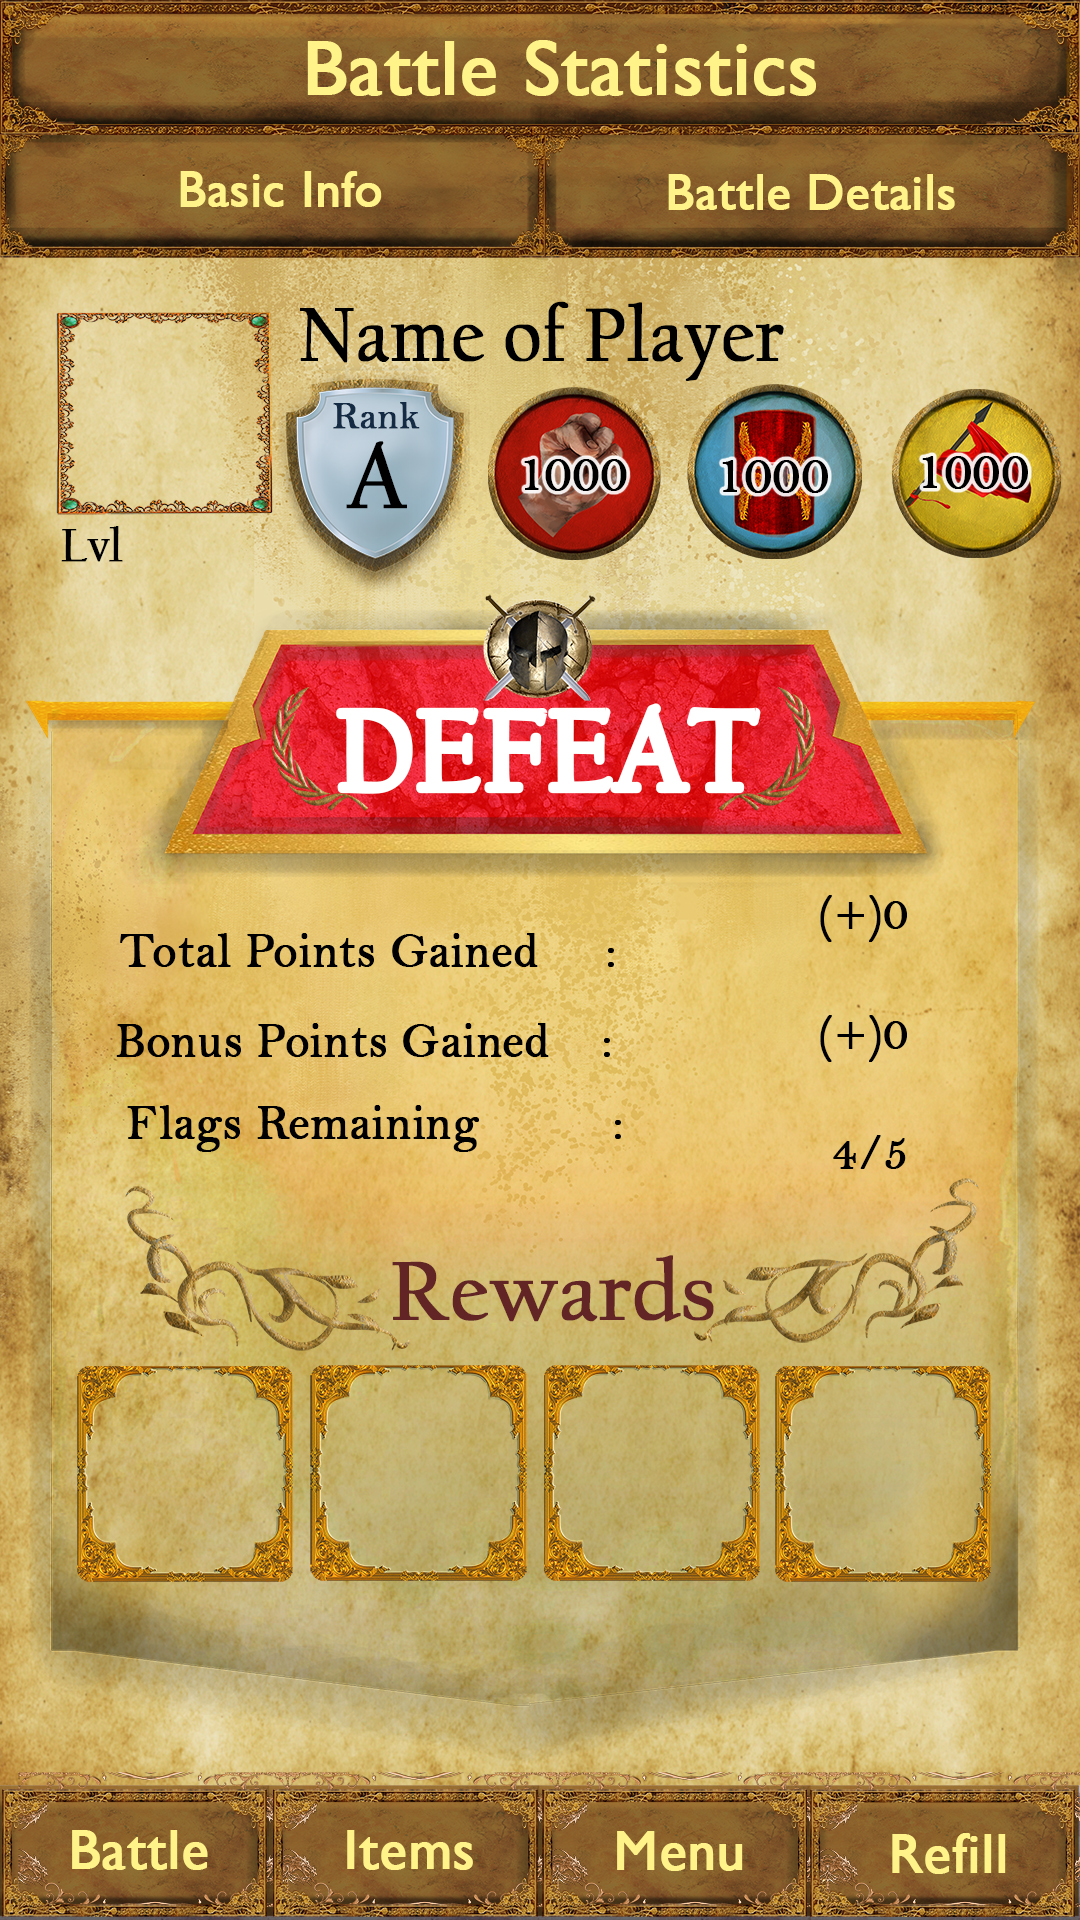 Battle Statistics
Basic Info
Battle Details
Name of Player
Rank
A
1000
1000
1000
Lvl
DEFEAT
Total Points Gained : (+)0
Bonus Points Gained : (+)0
Flags Remaining : 4/5
Rewards
Battle
Items
Menu
Refill